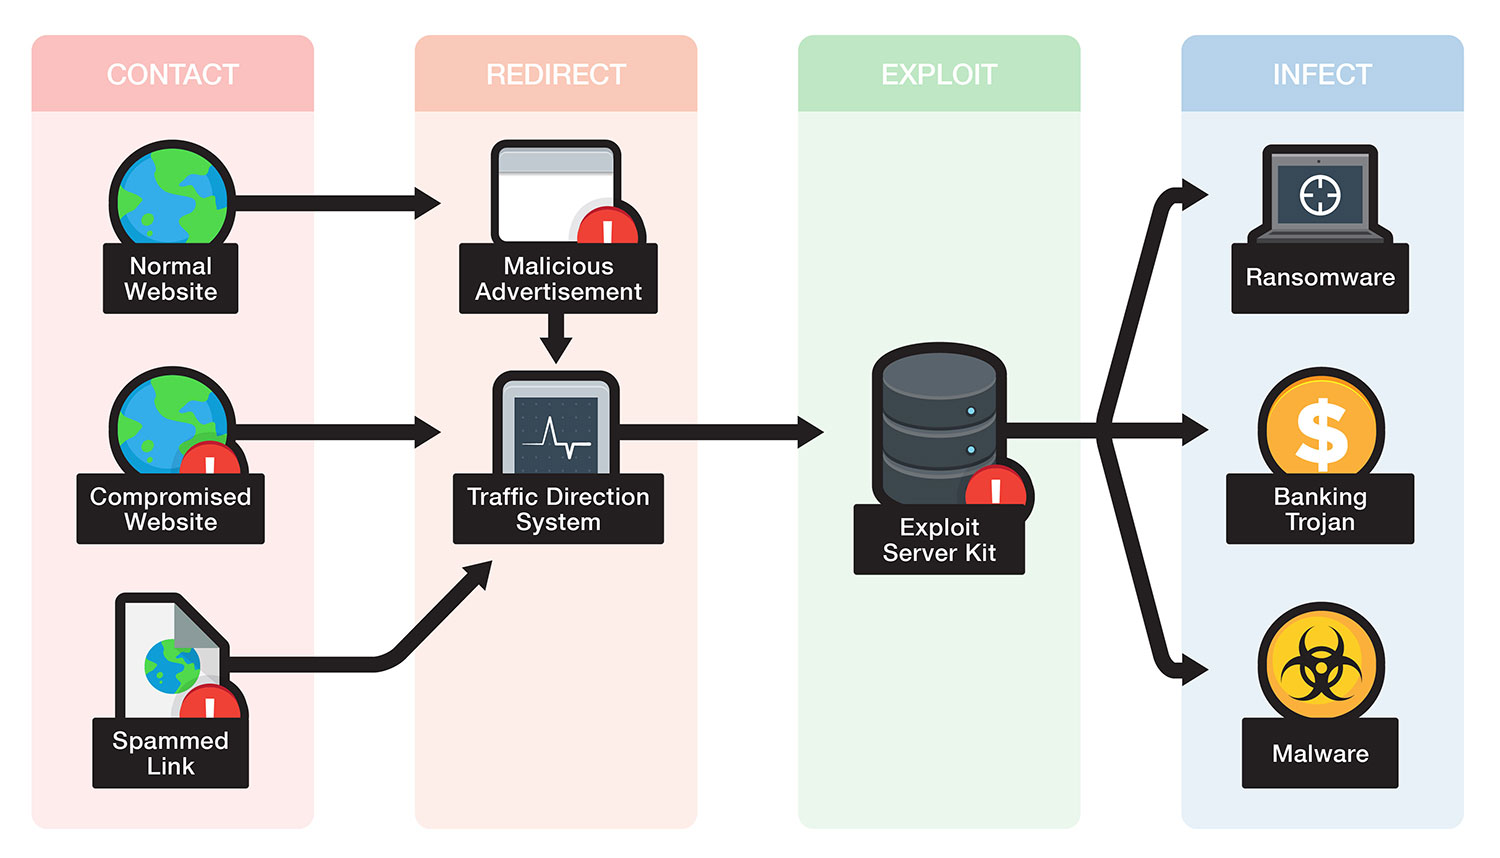 CONTACT
REDIRECT
EXPLOIT
INFECT
Normal
Website
Malicious
Advertisement
Ransomware
Compromised
Website
Traffic Direction
System
Exploit
Server Kit
Banking
Trojan
Spammed
Link
Malware